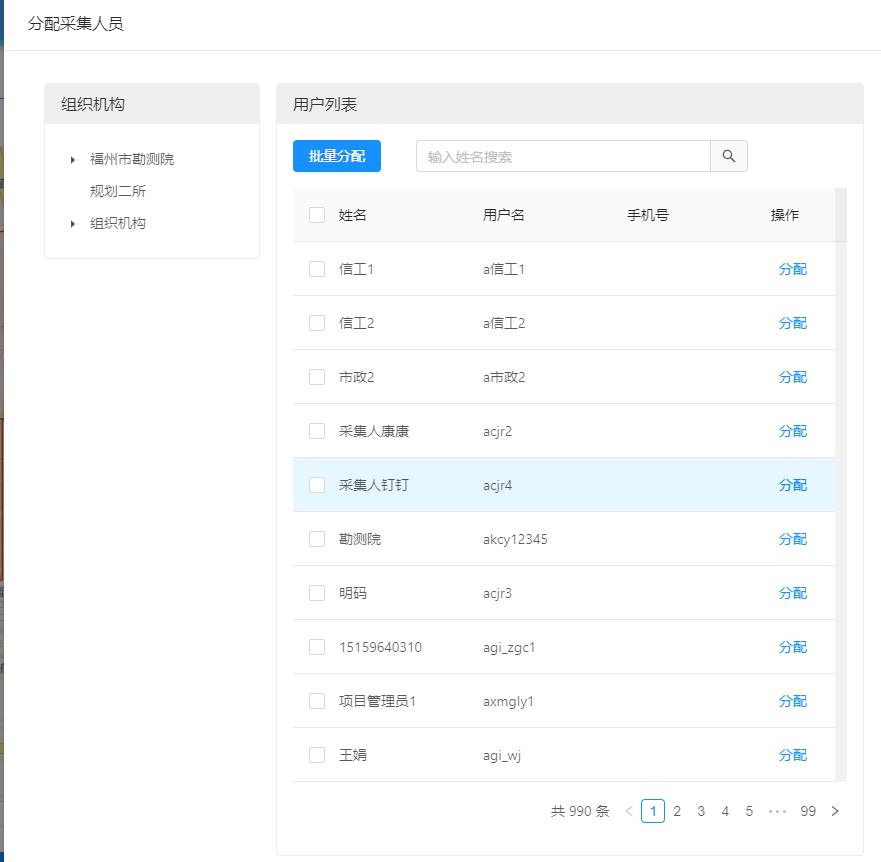 分配采集人员
组织机构
福州市勘测院
规划二所
组织机构
用户列表
批量分配 输入姓名搜索
姓名 用户名 手机号 操作
信工1 a信工1 分配
信工2 a信工2 分配
市政2 a市政2 分配
采集人康康 acjr2 分配
采集人钉钉 acjr4 分配
勘测院 akcy12345 分配
明码 acjr3 分配
15159640310 agi_zgc1 分配
项目管理员1 axmgly1 分配
王娟 agi_wj 分配
共 990 条 < 1 2 3 4 5 ••• 99 >